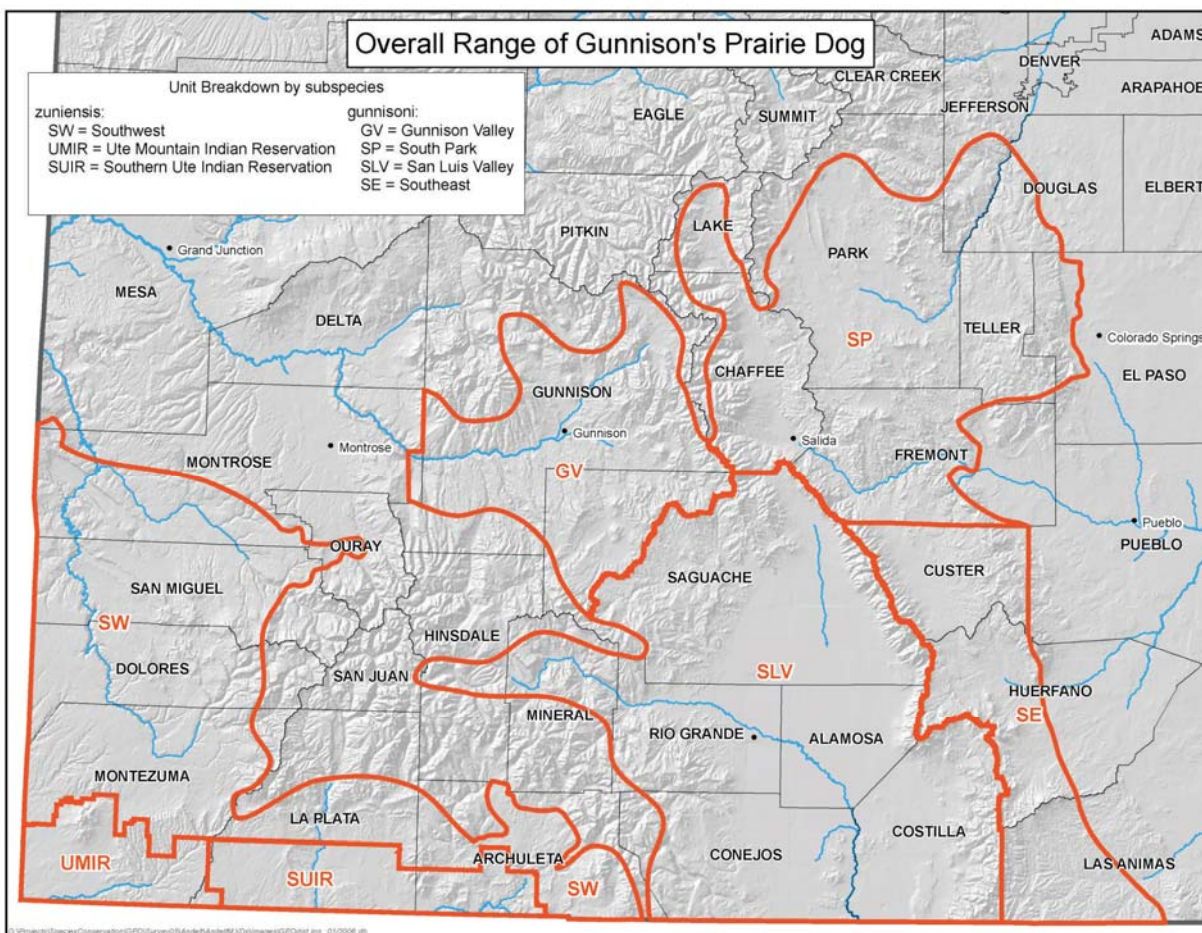 Overall Range of Gunnison's Prairie Dog
Unit Breakdown by subspecies
zuniensis:
SW = Southwest
UMIR = Ute Mountain Indian Reservation
SUIR = Southern Ute Indian Reservation
gunnisoni:
GV = Gunnison Valley
SP = South Park
SLV = San Luis Valley
SE = Southeast
ADAMS
DENVER
CLEAR CREEK
ARAPAHOE
JEFFERSON
EAGLE
SUMMIT
DOUGLAS
ELBERT
LAKE
PITKIN
PARK
Grand Junction
MESA
DELTA
TELLER
SP
Colorado Springs
CHAFFEE
EL PASO
GUNNISON
Gunnison
Montrose
Salida
MONTROSE
FREMONT
GV
Pueblo
OURAY
PUEBLO
SAGUACHE
CUSTER
SAN MIGUEL
SW
HINSDALE
DOLORES
SAN JUAN
SLV
HUERFANO
MINERAL
SE
RIO GRANDE
ALAMOSA
MONTEZUMA
LA PLATA
COSTILLA
ARCHULETA
CONEJOS
UMIR
LAS ANIMAS
SUIR
SW